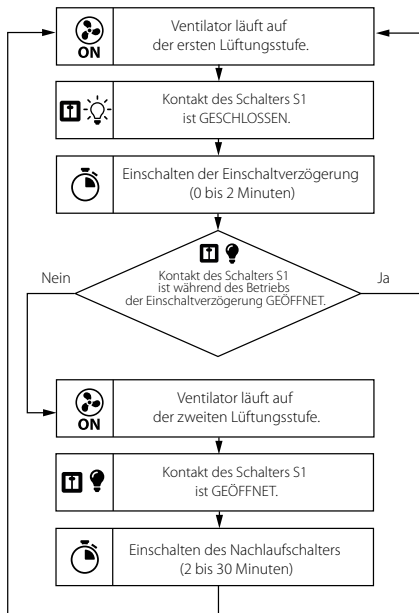 ON
Ventilator läuft auf
der ersten Lüftungsstufe.
Kontakt des Schalters S1
ist GESCHLOSSEN.
Einschalten der Einschaltverzögerung
(0 bis 2 Minuten)
Nein
Kontakt des Schalters S1
ist während des Betriebs
der Einschaltverzögerung GEÖFFNET.
Ja
ON
Ventilator läuft auf
der zweiten Lüftungsstufe.
Kontakt des Schalters S1
ist GEÖFFNET.
Einschalten des Nachlaufschalters
(2 bis 30 Minuten)